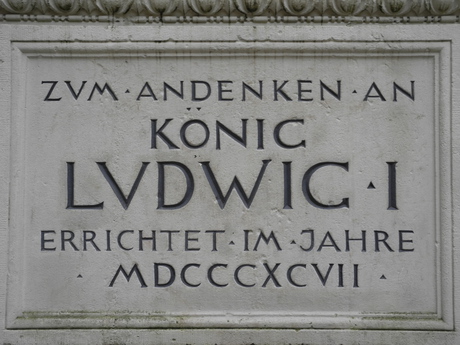 ZVM · ANDENKEN · AN
KÖNIG
LVDWIG · I
ERRICHTET · IM · JAHRE
· MDCCCXCVII ·